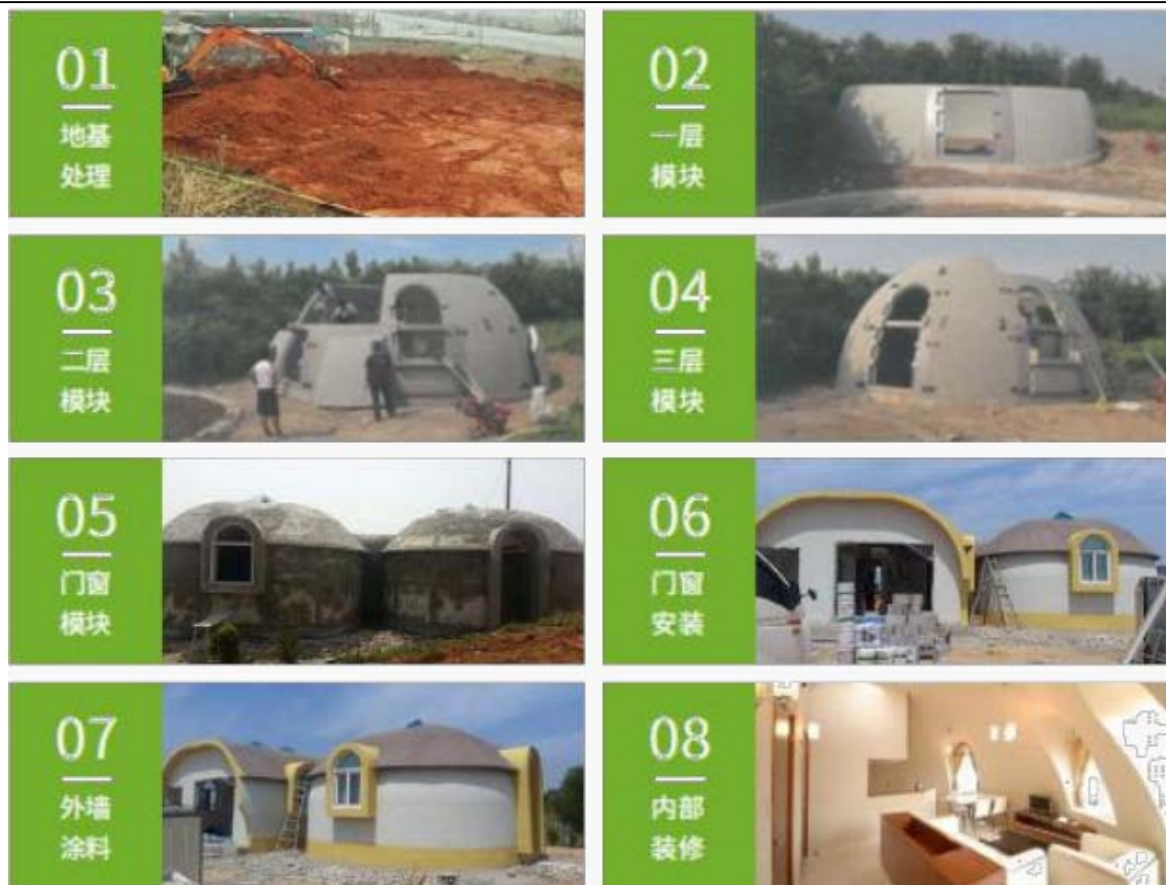 01
地基
处理
02
一层
模块
03
二层
模块
04
三层
模块
05
门窗
模块
06
门窗
安装
07
外墙
涂料
08
内部
装修